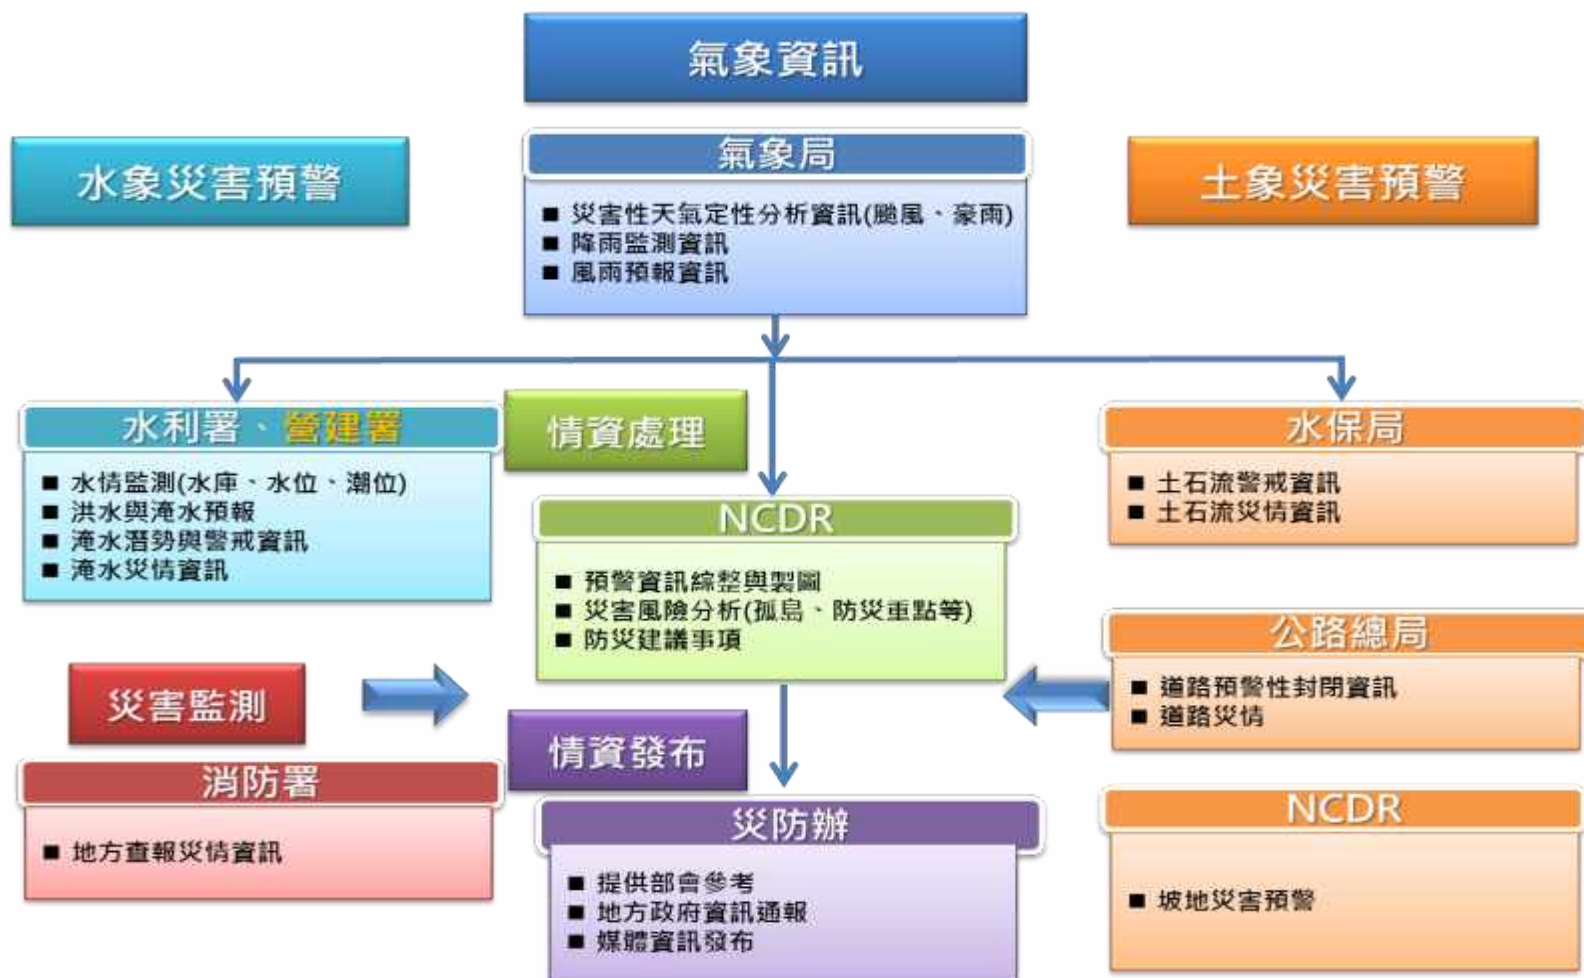 氣象資訊
氣象局
■ 災害性天氣定性分析資訊(颱風、豪雨)
■ 降雨監測資訊
■ 風雨預報資訊
水象災害預警
土象災害預警
水利署、營建署
■ 水情監測(水庫、水位、潮位)
■ 洪水與淹水預報
■ 淹水潛勢與警戒資訊
■ 淹水災情資訊
情資處理
NCDR
■ 預警資訊綜整與製圖
■ 災害風險分析(孤島、防災重點等)
■ 防災建議事項
水保局
■ 土石流警戒資訊
■ 土石流災情資訊
公路總局
■ 道路預警性封閉資訊
■ 道路災情
災害監測
消防署
■ 地方查報災情資訊
情資發布
災防辦
■ 提供部會參考
■ 地方政府資訊通報
■ 媒體資訊發布
NCDR
■ 坡地災害預警